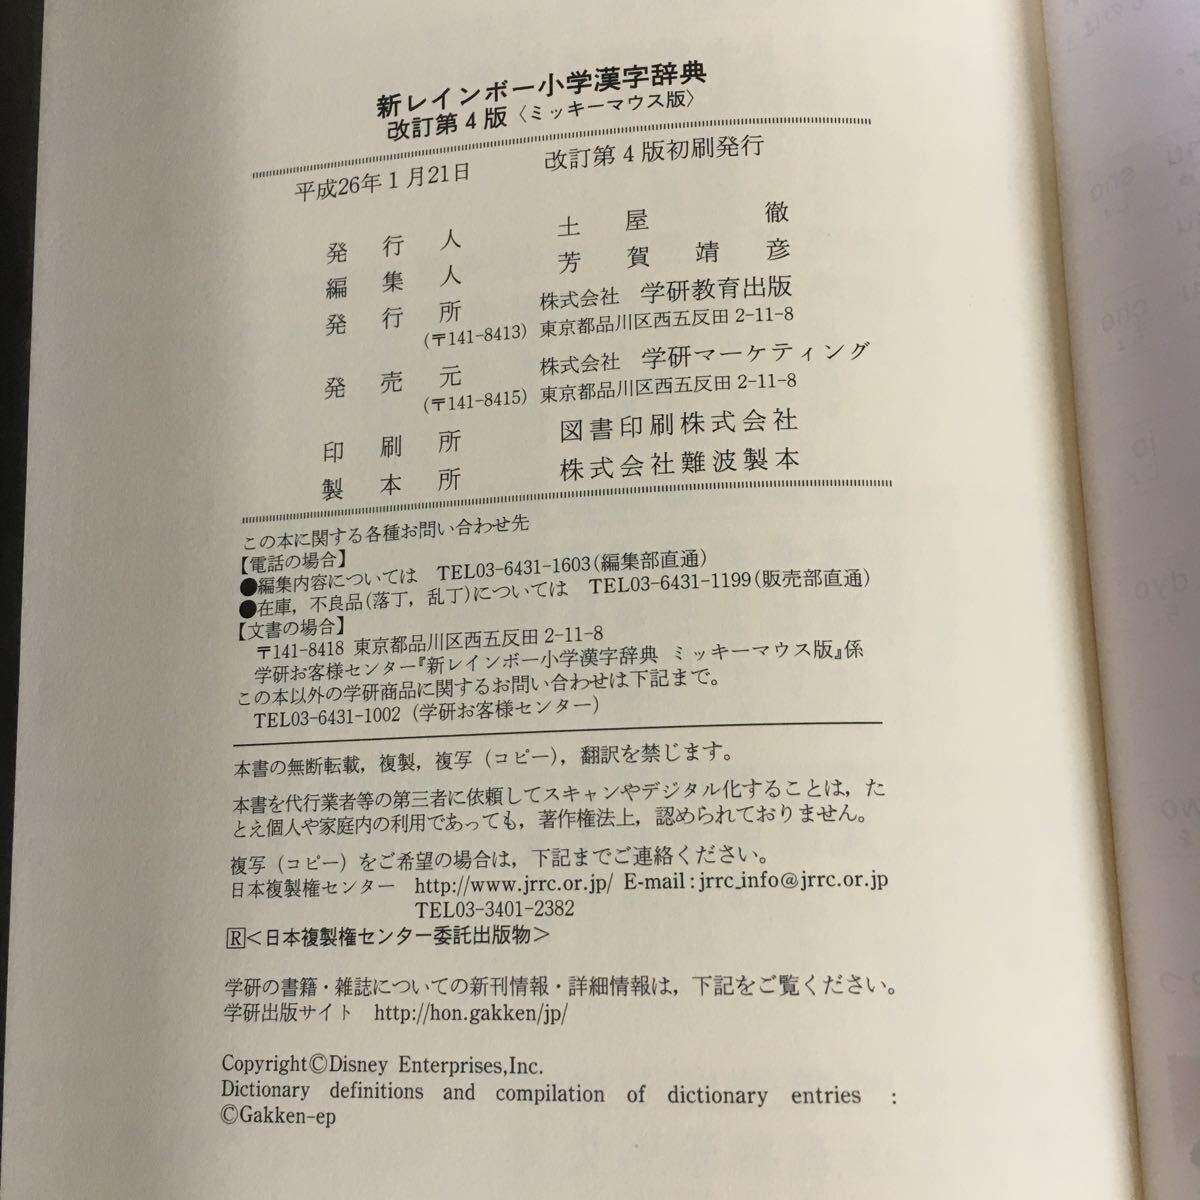 新レインボー小学漢字辞典
改訂第4版〈ミッキーマウス版〉
平成26年1月21日 改訂第4版初刷発行
発行人 土屋 徹
編集人 芳賀靖彦
発行所 株式会社 学研教育出版
(〒141-8413) 東京都品川区西五反田2-11-8
発売元 株式会社 学研マーケティング
(〒141-8415) 東京都品川区西五反田2-11-8
印刷所 図書印刷株式会社
製本所 株式会社難波製本
この本に関する各種お問い合わせ先
【電話の場合】
●編集内容については TEL03-6431-1603(編集部直通)
●在庫，不良品(落丁，乱丁)については TEL03-6431-1199(販売部直通)
【文書の場合】
〒141-8418 東京都品川区西五反田2-11-8
学研お客様センター『新レインボー小学漢字辞典 ミッキーマウス版』係
この本以外の学研商品に関するお問い合わせは下記まで。
TEL03-6431-1002（学研お客様センター）
本書の無断転載，複製，複写（コピー），翻訳を禁じます。
本書を代行業者等の第三者に依頼してスキャンやデジタル化することは，た
とえ個人や家庭内の利用であっても，著作権法上，認められておりません。
複写（コピー）をご希望の場合は，下記までご連絡ください。
日本複製権センター http://www.jrrc.or.jp/ E-mail:jrrc_info@jrrc.or.jp
TEL03-3401-2382
R<日本複製権センター委託出版物>
学研の書籍・雑誌についての新刊情報・詳細情報は，下記をご覧ください。
学研出版サイト http://hon.gakken/jp/
Copyright©Disney Enterprises,Inc.
Dictionary definitions and compilation of dictionary entries :
©Gakken-ep